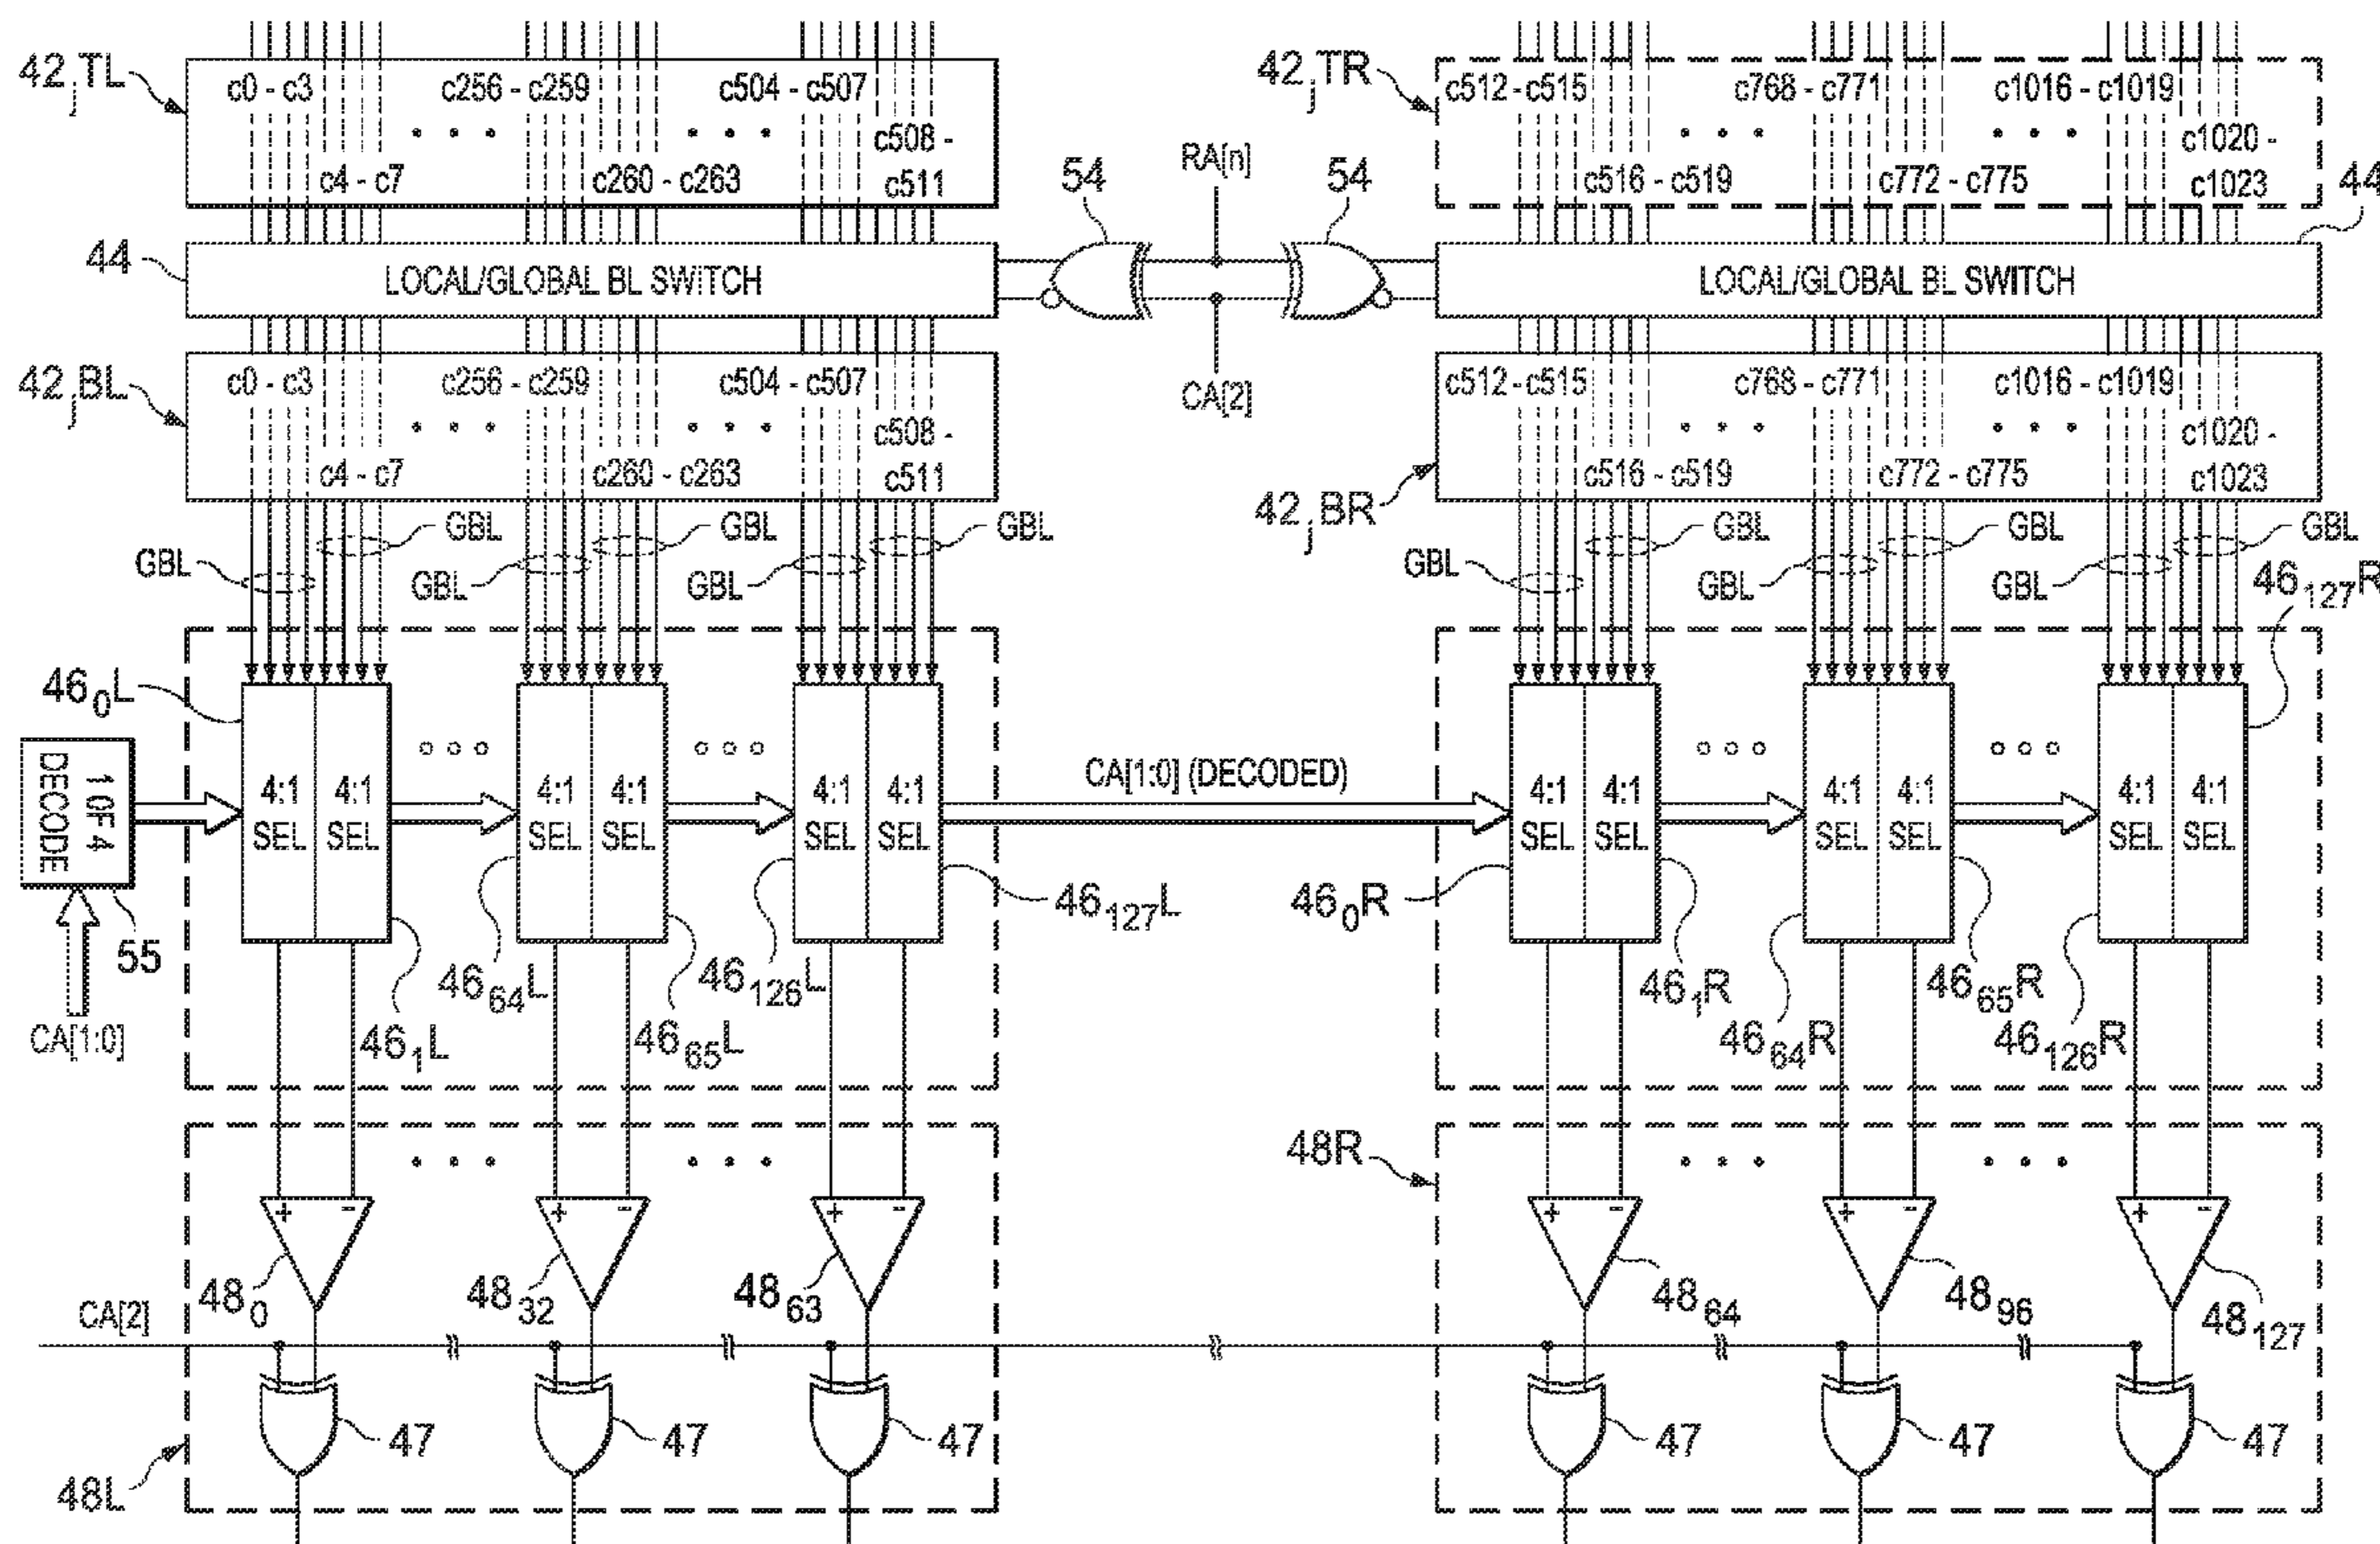 42jTL
c0 - c3
c256 - c259
c504 - c507
c508 -
c511
c4 - c7
c260 - c263
42jTR
c512 - c515
c768 - c771
c1016 - c1019
c1020 -
c1023
c516 - c519
c772 - c775
44
LOCAL/GLOBAL BL SWITCH
54
RA[n]
54
CA[2]
LOCAL/GLOBAL BL SWITCH
44
42jBL
c0 - c3
c256 - c259
c504 - c507
c508 -
c511
c4 - c7
c260 - c263
42jBR
c512 - c515
c768 - c771
c1016 - c1019
c1020 -
c1023
c516 - c519
c772 - c775
GBL
GBL
GBL
GBL
GBL
GBL
GBL
GBL
GBL
GBL
GBL
GBL
46127R
460L
1 OF 4
DECODE
55
CA[1:0]
4:1
SEL
4:1
SEL
4:1
SEL
4:1
SEL
4:1
SEL
4:1
SEL
CA[1:0] (DECODED)
4:1
SEL
4:1
SEL
4:1
SEL
4:1
SEL
4:1
SEL
4:1
SEL
461L
4664L
4665L
46126L
46127L
460R
461R
4664R
4665R
46126R
48R
+ -
+ -
+ -
+ -
+ -
+ -
480
4832
4863
4864
4896
48127
CA[2]
47
47
47
47
47
47
48L